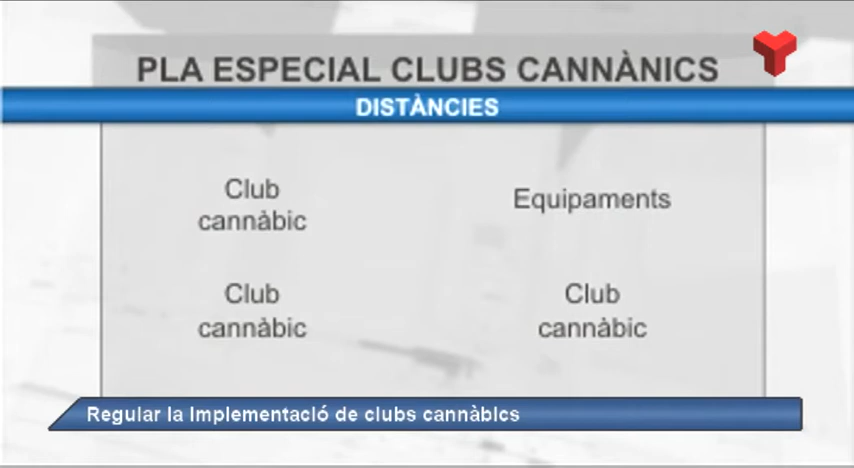 PLA ESPECIAL CLUBS CANNÀNICS
DISTÀNCIES
Club
cannàbic
Equipaments
Club
cannàbic
Club
cannàbic
Regular la Implementació de clubs cannàbics